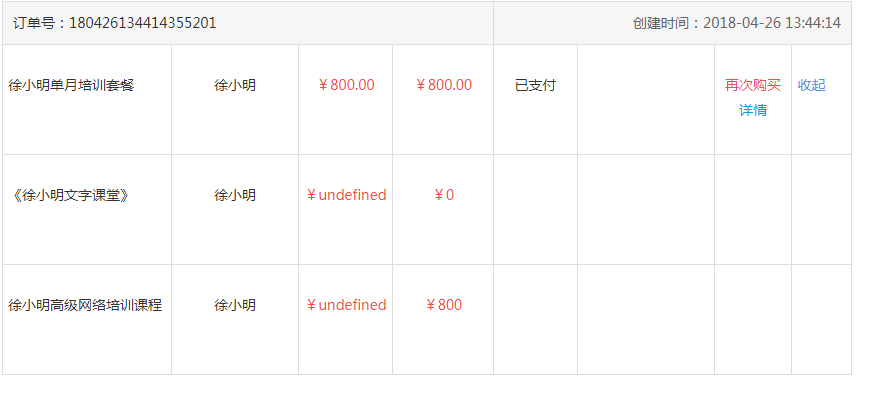 订单号：180426134414355201 创建时间：2018-04-26 13:44:14
徐小明单月培训套餐 徐小明 ￥800.00 ￥800.00 已支付 再次购买 收起
详情
《徐小明文字课堂》 徐小明 ￥undefined ￥0
徐小明高级网络培训课程 徐小明 ￥undefined ￥800